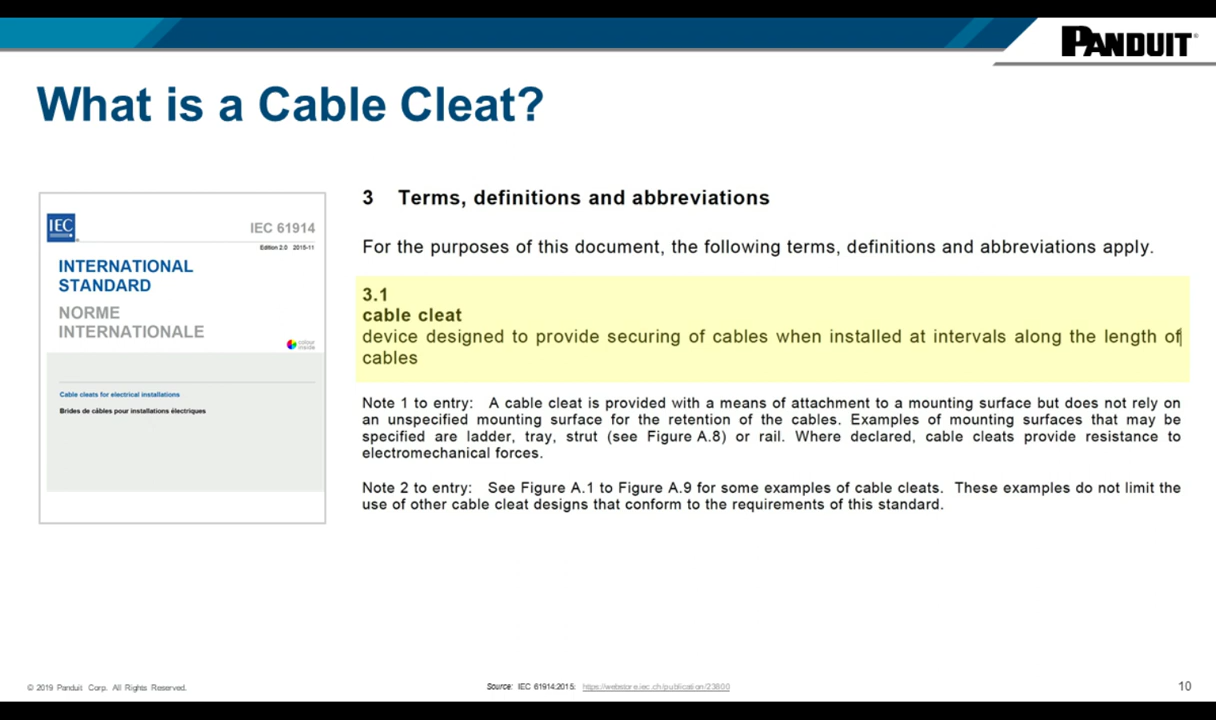 PANDUIT
What is a Cable Cleat?
IEC
IEC 61914
Edition 2.0 2015-11
INTERNATIONAL
STANDARD
NORME
INTERNATIONALE
colour
inside
Cable cleats for electrical installations
Brides de câbles pour installations électriques
3 Terms, definitions and abbreviations
For the purposes of this document, the following terms, definitions and abbreviations apply.
3.1
cable cleat
device designed to provide securing of cables when installed at intervals along the length of
cables
Note 1 to entry: A cable cleat is provided with a means of attachment to a mounting surface but does not rely on
an unspecified mounting surface for the retention of the cables. Examples of mounting surfaces that may be
specified are ladder, tray, strut (see Figure A.8) or rail. Where declared, cable cleats provide resistance to
electromechanical forces.
Note 2 to entry: See Figure A.1 to Figure A.9 for some examples of cable cleats. These examples do not limit the
use of other cable cleat designs that conform to the requirements of this standard.
© 2019 Panduit Corp. All Rights Reserved.
Source: IEC 61914:2015: https://webstore.iec.ch/publication/23800
10